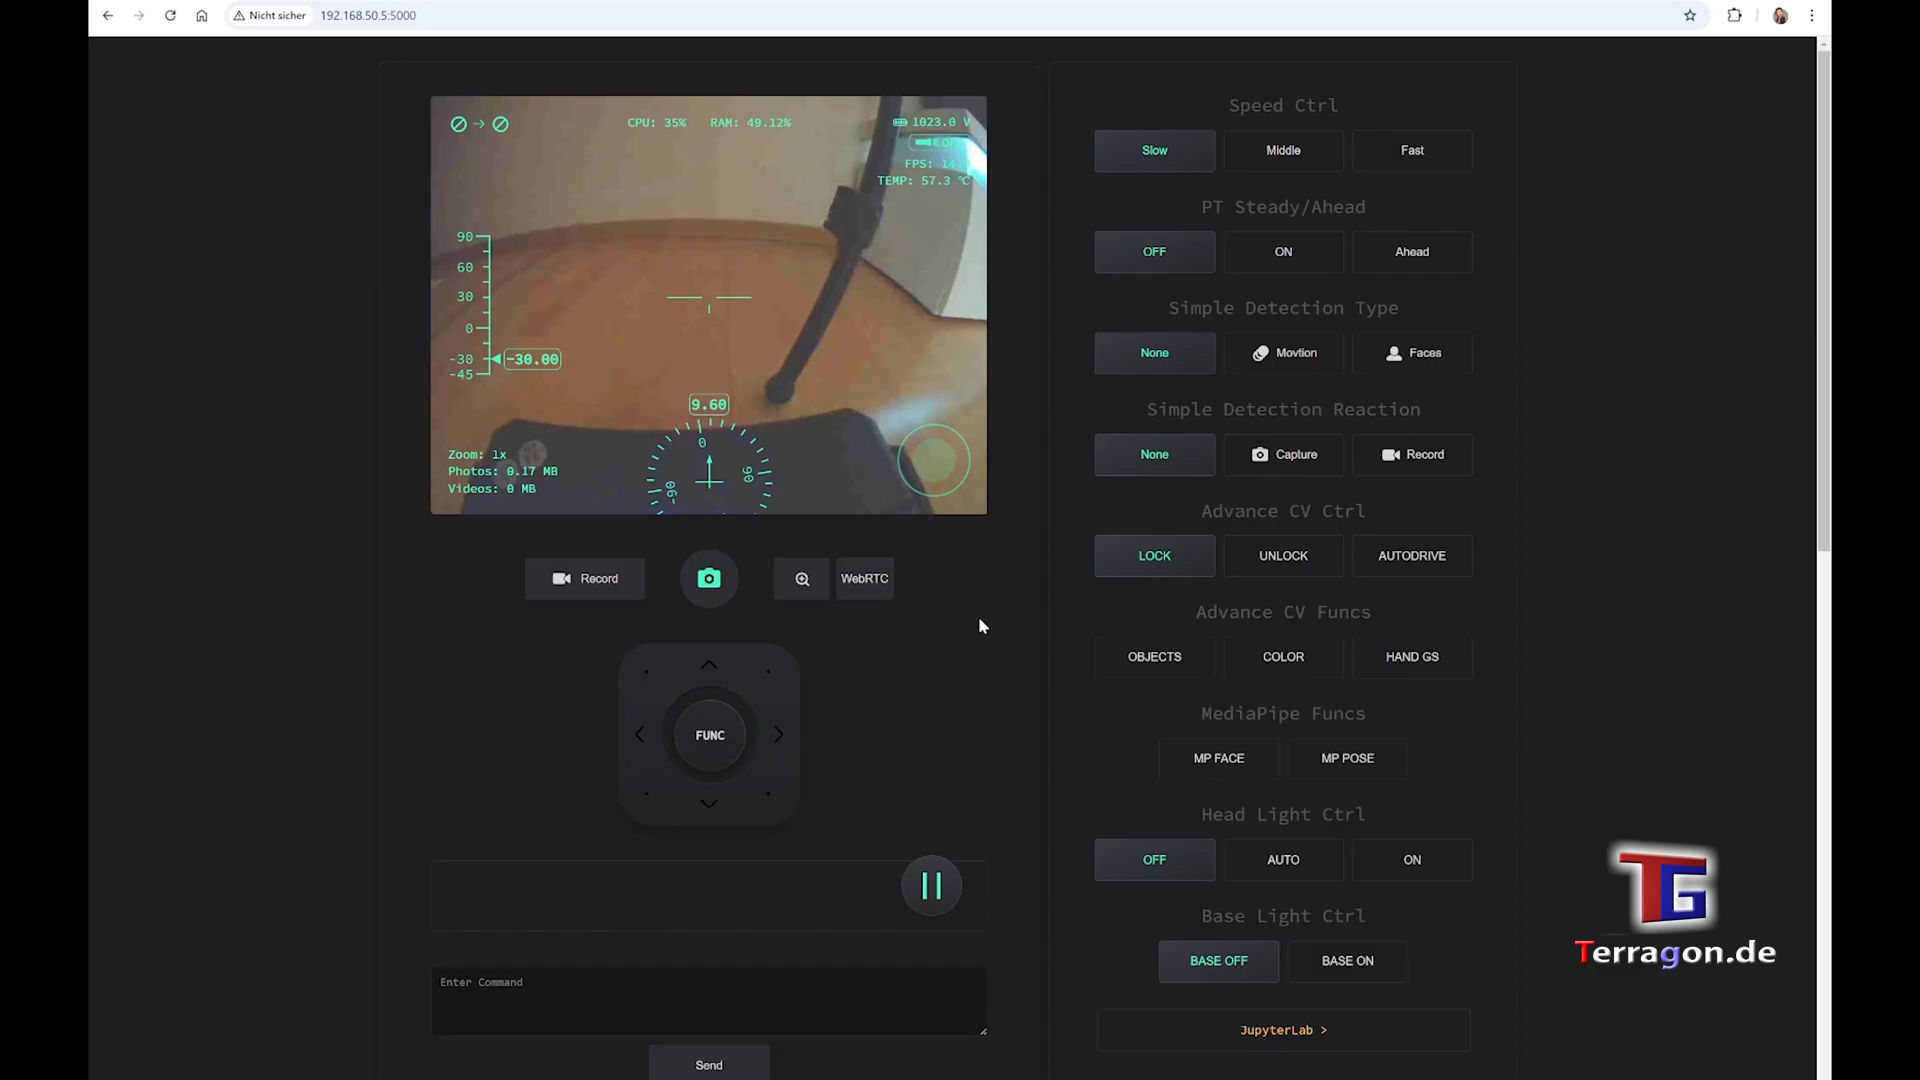 Nicht sicher 192.168.50.5:5000
CPU: 35% RAM: 49.12% 1023.0 V
FPS: 14
TEMP: 57.3 °C
90
60
30
0
-30 -30.00
-45
9.60
0
-90 90
Zoom: 1x
Photos: 0.17 MB
Videos: 0 MB
Record WebRTC
FUNC
Enter Command
Send
Speed Ctrl
Slow Middle Fast
PT Steady/Ahead
OFF ON Ahead
Simple Detection Type
None Movtion Faces
Simple Detection Reaction
None Capture Record
Advance CV Ctrl
LOCK UNLOCK AUTODRIVE
Advance CV Funcs
OBJECTS COLOR HAND GS
MediaPipe Funcs
MP FACE MP POSE
Head Light Ctrl
OFF AUTO ON
Base Light Ctrl
BASE OFF BASE ON
JupyterLab >
TG
Terragon.de